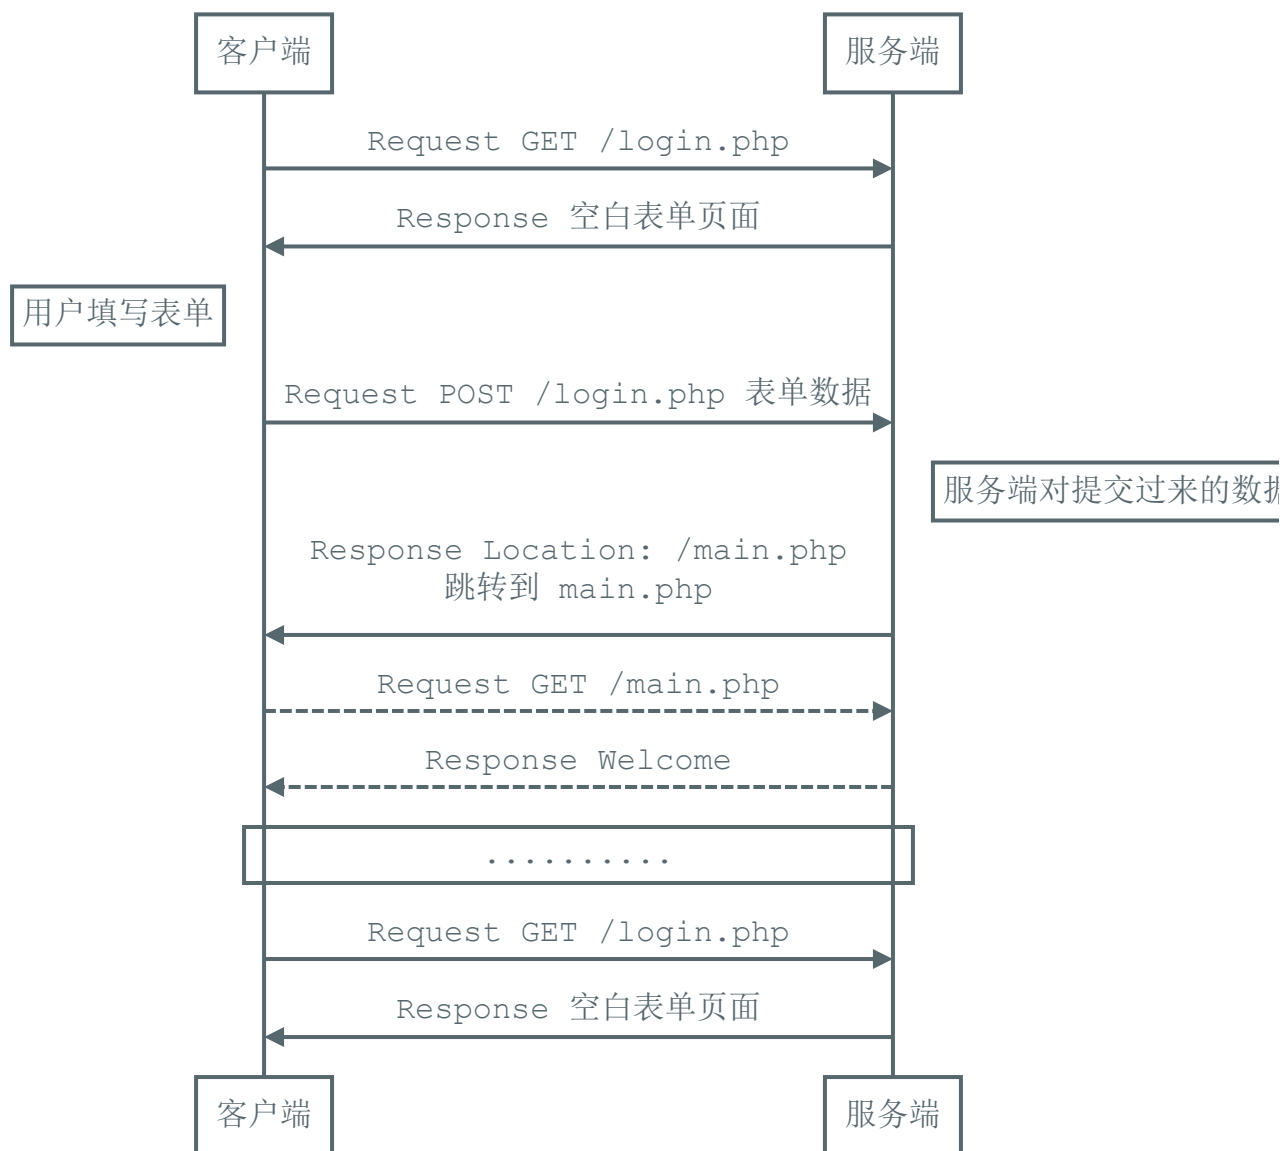 客户端
服务端
Request GET /login.php
Response 空白表单页面
用户填写表单
Request POST /login.php 表单数据
服务端对提交过来的数
Response Location: /main.php
跳转到 main.php
Request GET /main.php
Response Welcome
..........
Request GET /login.php
Response 空白表单页面
客户端
服务端